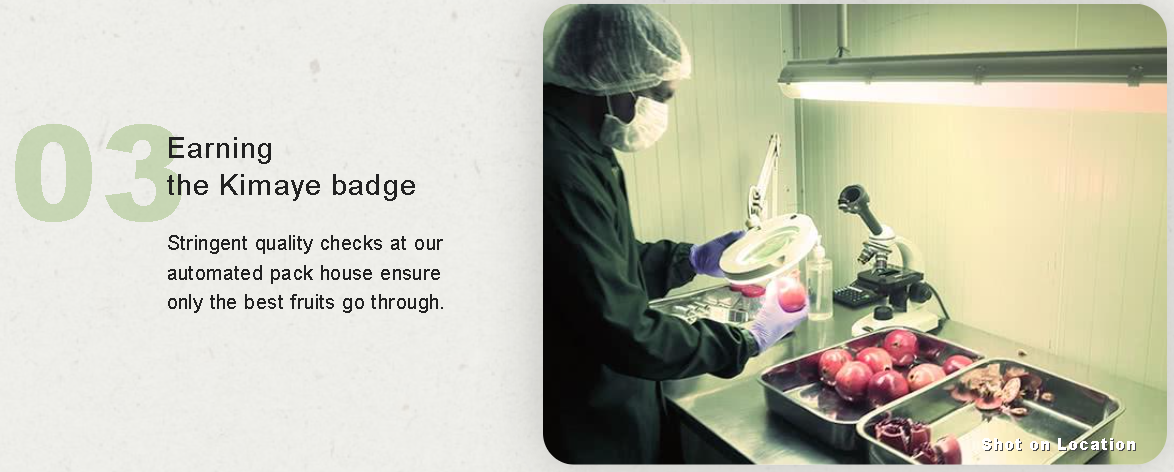 03
Earning
the Kimaye badge
Stringent quality checks at our
automated pack house ensure
only the best fruits go through.
Shot on Location